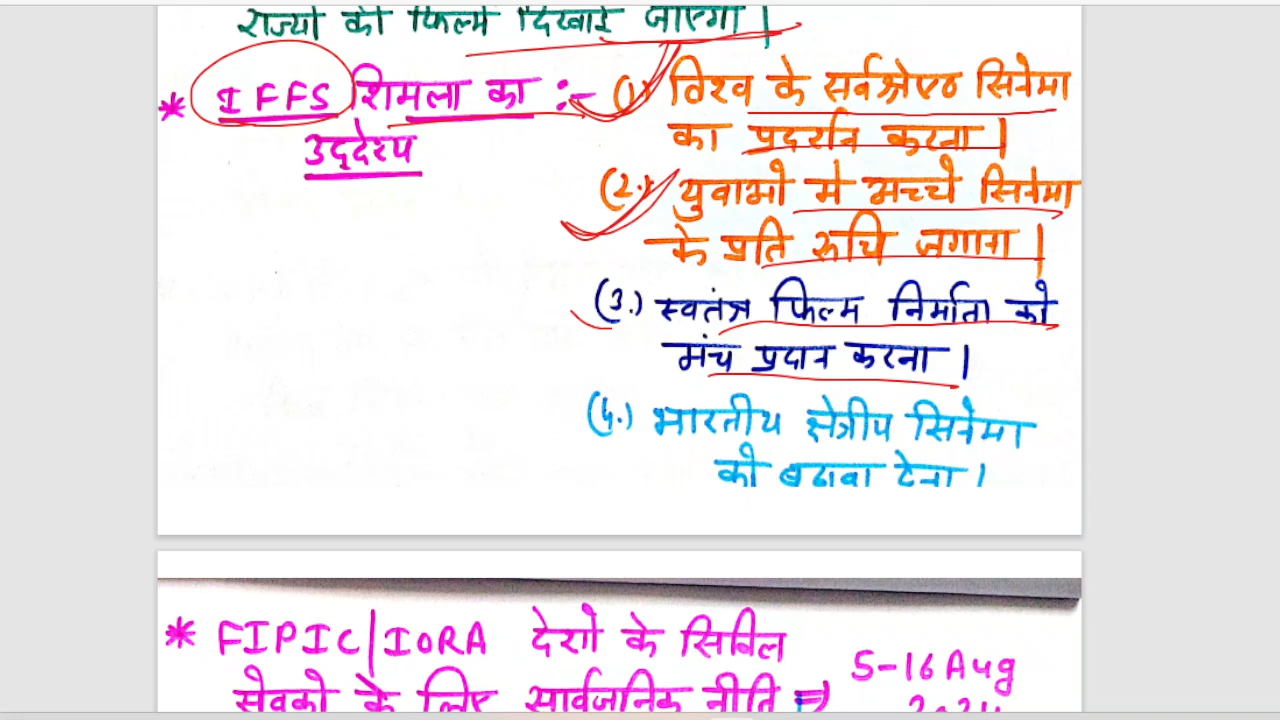 राज्यो की फिल्मे दिखाई जाएगी।
* IFFS शिमला का :- (1) विश्व के सर्वश्रेष्ठ सिनेमा
उद्देश्य
का प्रदर्शन करना।
(2.) युवाओ मे अच्छे सिनेमा
के प्रति रूचि जगाना।
(3.) स्वतंत्र फिल्म निर्माता को
मंच प्रदान करना।
(4.) भारतीय क्षेत्रीय सिनेमा
को बढावा देना।
* FIPIC/IORA देशो के सिविल
5-16 Aug
सेवको के लिए सार्वजनिक नीति ⇒
2024